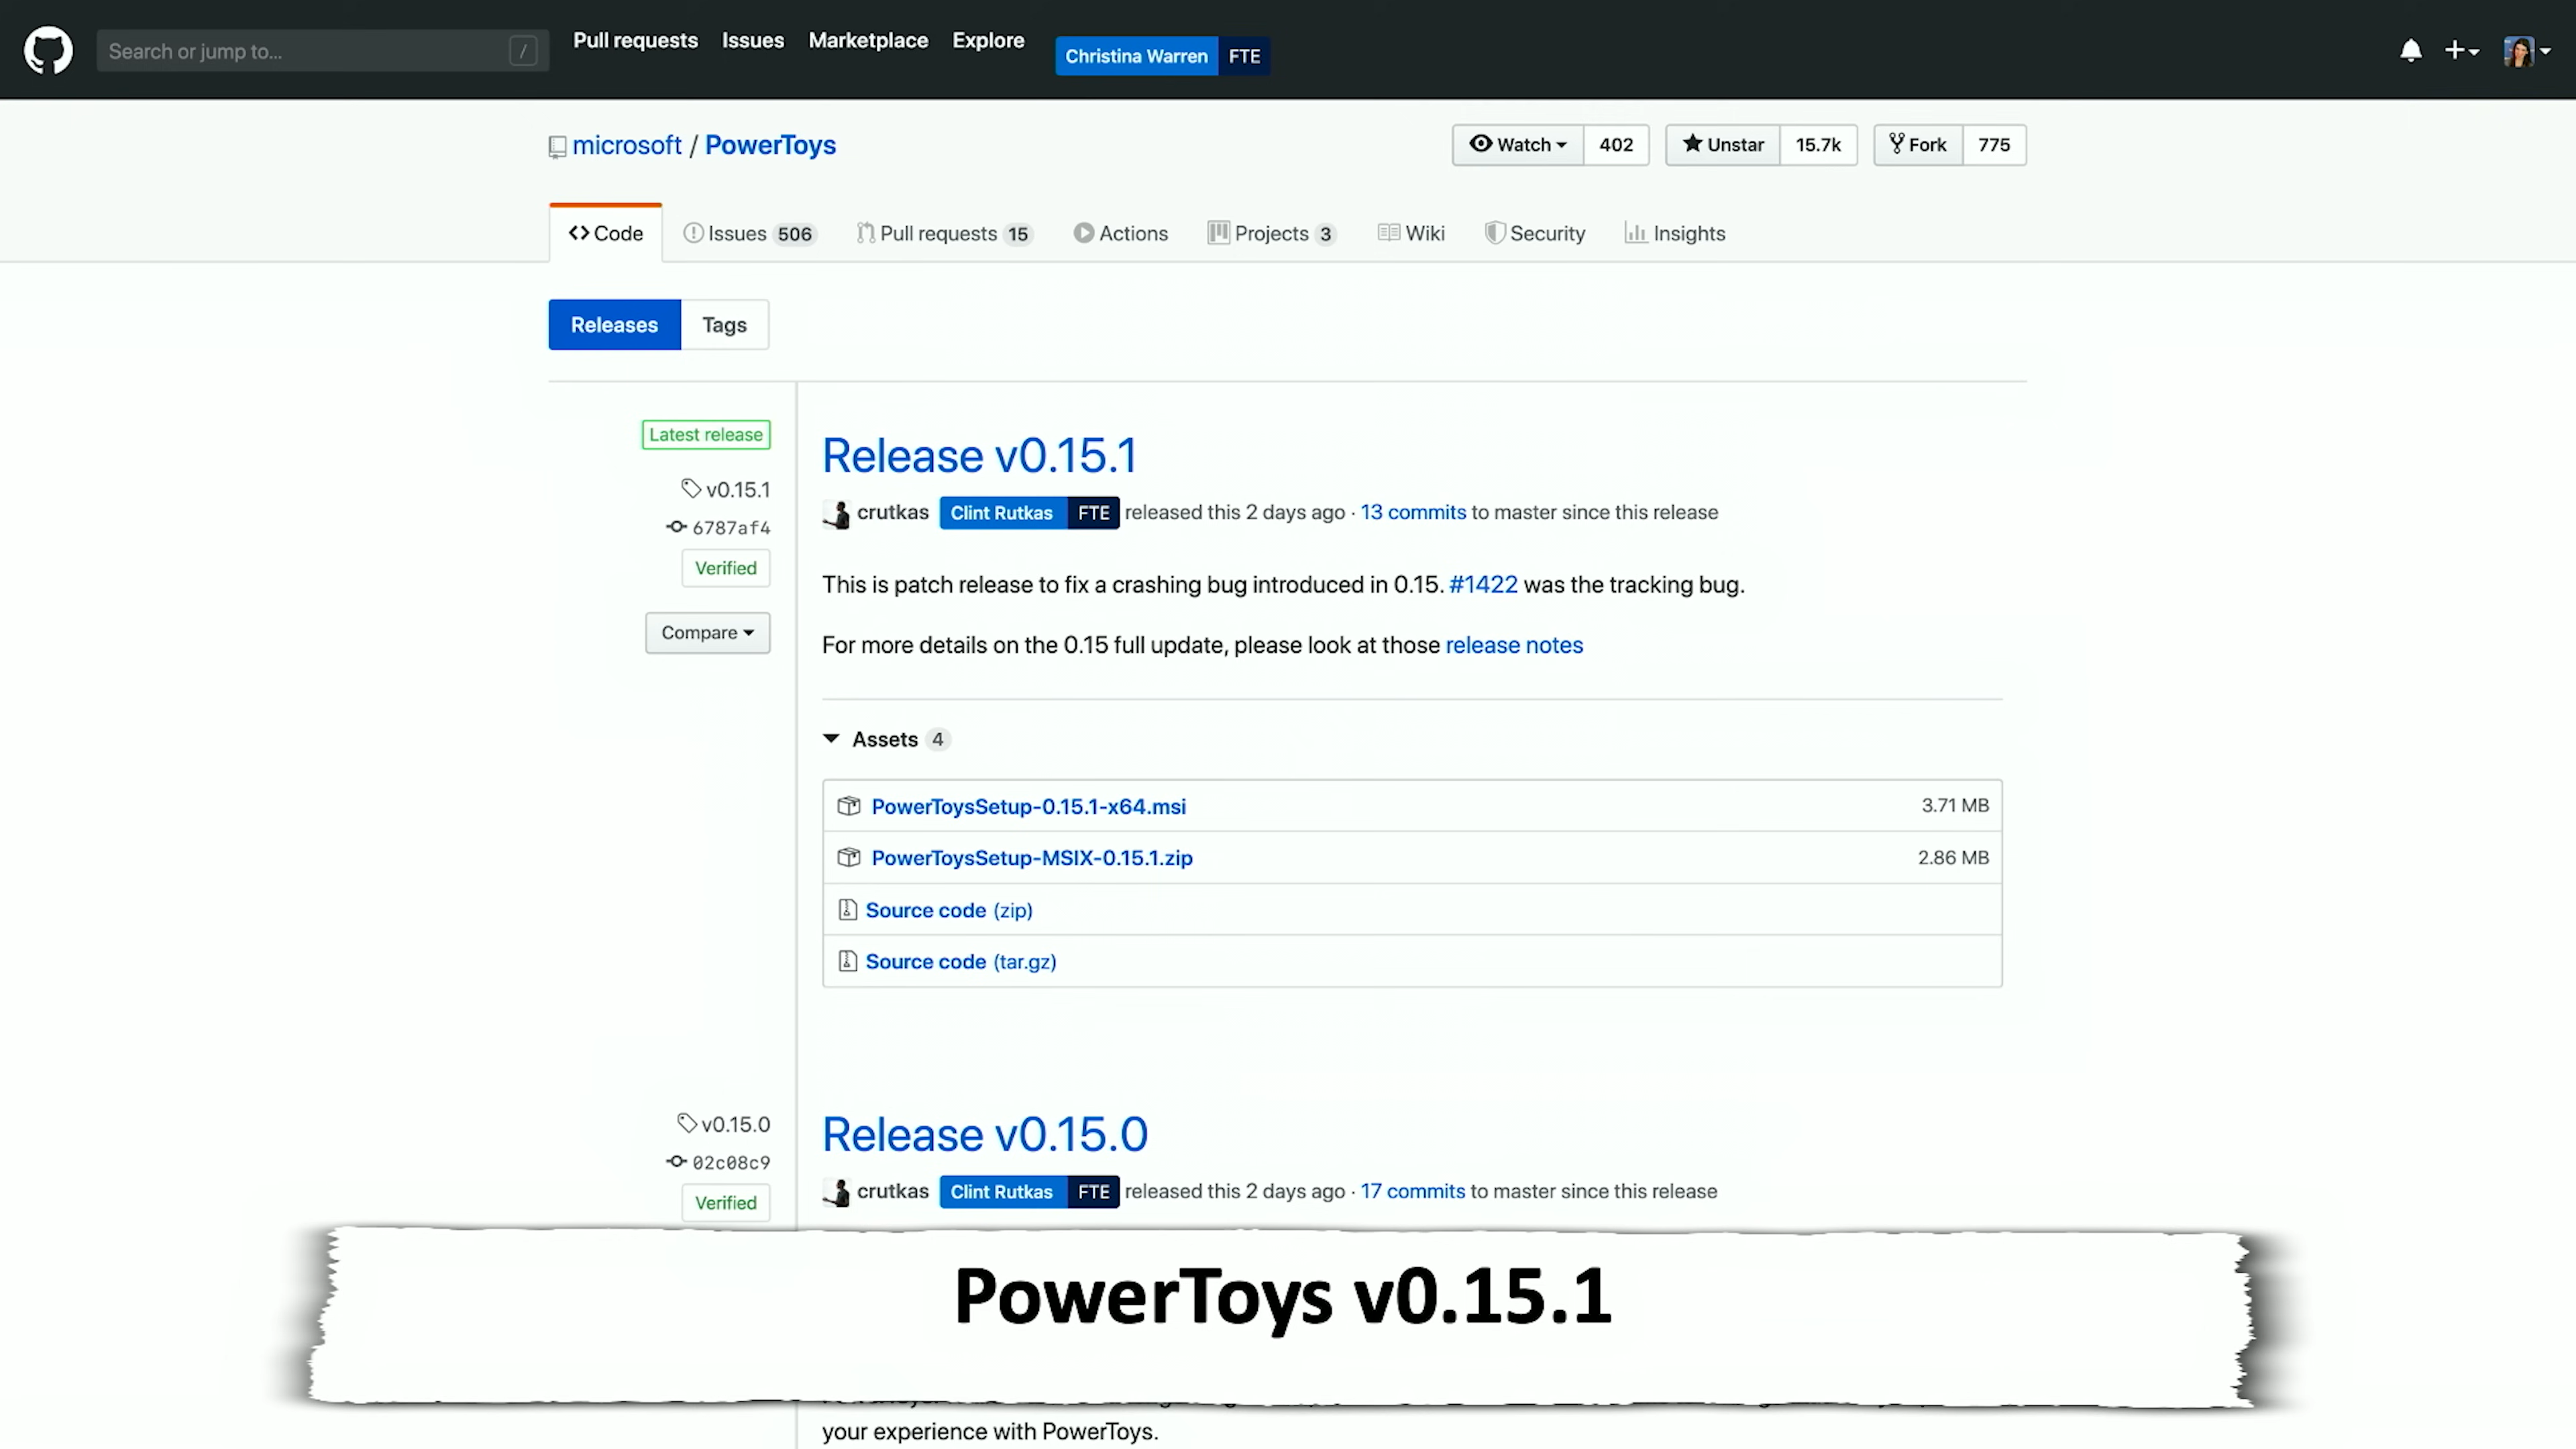 Search or jump to... /
Pull requests Issues Marketplace Explore
Christina Warren FTE
microsoft / PowerToys
Watch 402 Unstar 15.7k Fork 775
Code Issues 506 Pull requests 15 Actions Projects 3 Wiki Security Insights
Releases Tags
Latest release
v0.15.1
6787af4
Verified
Compare
Release v0.15.1
crutkas Clint Rutkas FTE released this 2 days ago · 13 commits to master since this release
This is patch release to fix a crashing bug introduced in 0.15. #1422 was the tracking bug.
For more details on the 0.15 full update, please look at those release notes
Assets 4
PowerToysSetup-0.15.1-x64.msi 3.71 MB
PowerToysSetup-MSIX-0.15.1.zip 2.86 MB
Source code (zip)
Source code (tar.gz)
v0.15.0
02c08c9
Verified
Release v0.15.0
crutkas Clint Rutkas FTE released this 2 days ago · 17 commits to master since this release
PowerToys v0.15.1
your experience with PowerToys.